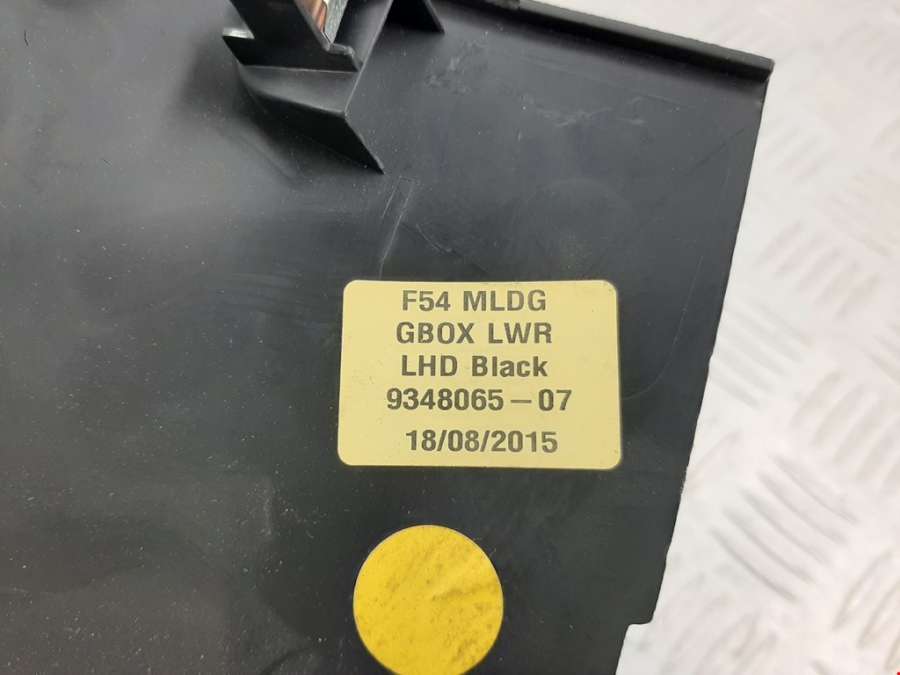 F54 MLDG
GBOX LWR
LHD Black
9348065-07
18/08/2015